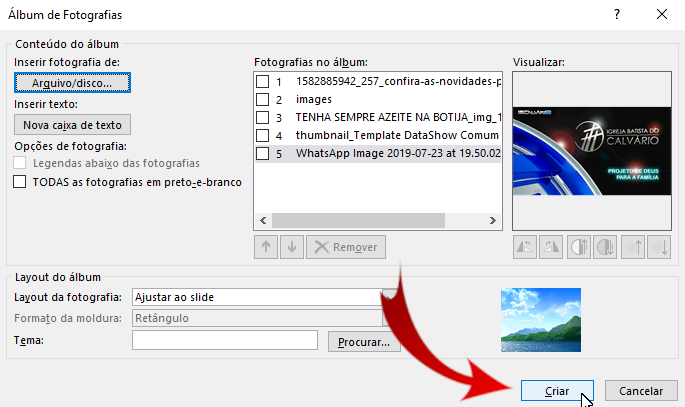 Álbum de Fotografias
Conteúdo do álbum
Inserir fotografia de:
Arquivo/disco...
Inserir texto:
Nova caixa de texto
Opções de fotografia:
Legendas abaixo das fotografias
TODAS as fotografias em preto-e-branco
Fotografias no álbum:
1 1582885942_257_confira-as-novidades-p
2 images
3 TENHA SEMPRE AZEITE NA BOTIJA_img_1
4 thumbnail_Template DataShow Comum
5 WhatsApp Image 2019-07-23 at 19.50.02
Remover
Visualizar:
IGREJA BATISTA DO
CALVÁRIO
PROJETO DE DEUS
PARA A FAMÍLIA
Layout do álbum
Layout da fotografia: Ajustar ao slide
Formato da moldura: Retângulo
Tema:
Procurar...
Criar
Cancelar